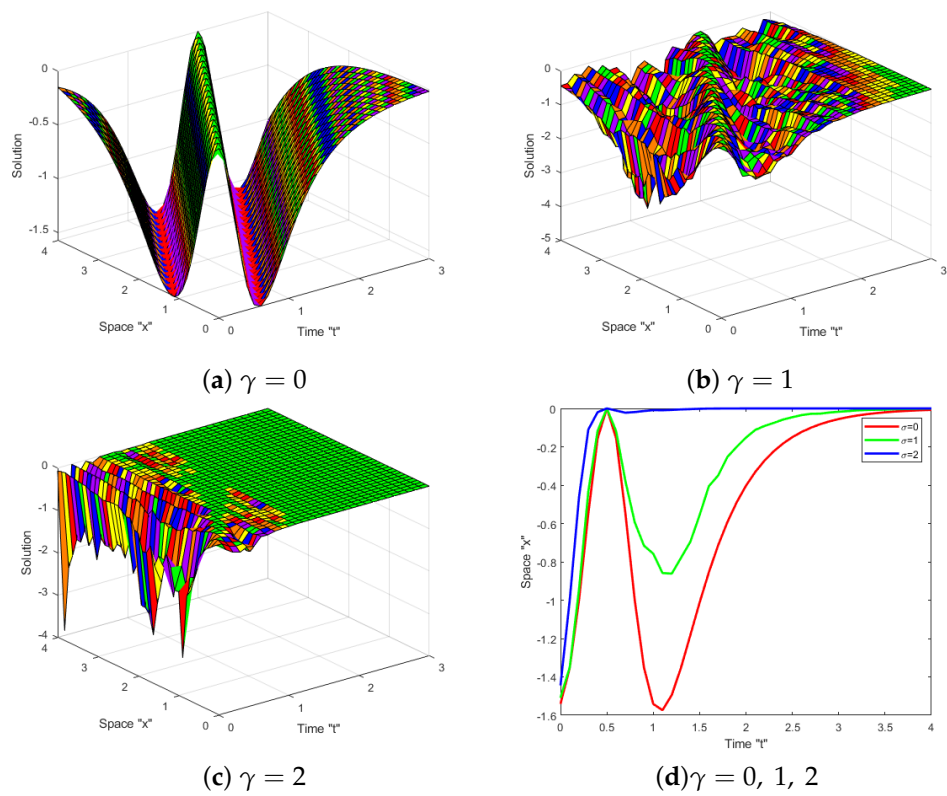 0
-0.5
-1
-1.5
Solution
4
3
2
1
0
Space "x"
0
1
2
3
Time "t"
(a) γ = 0
0
-1
-2
-3
-4
-5
Solution
4
3
2
1
0
Space "x"
0
1
2
3
Time "t"
(b) γ = 1
0
-1
-2
-3
-4
Solution
4
3
2
1
0
Space "x"
0
1
2
3
Time "t"
(c) γ = 2
0
-0.2
-0.4
-0.6
-0.8
-1
-1.2
-1.4
-1.6
Space "x"
0 0.5 1 1.5 2 2.5 3 3.5 4
Time "t"
σ=0
σ=1
σ=2
(d)γ = 0, 1, 2